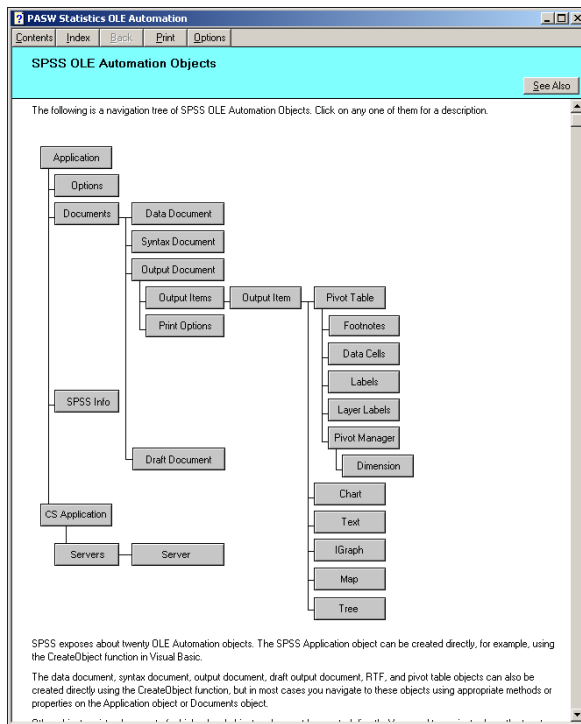 PASW Statistics OLE Automation
Contents Index Back Print Options
SPSS OLE Automation Objects
See Also
The following is a navigation tree of SPSS OLE Automation Objects. Click on any one of them for a description.
Application
Options
Documents Data Document
Syntax Document
Output Document
Output Items Output Item Pivot Table
Print Options Footnotes
Data Cells
Labels
SPSS Info Layer Labels
Pivot Manager
Draft Document Dimension
Chart
CS Application Text
Servers Server IGraph
Map
Tree
SPSS exposes about twenty OLE Automation objects. The SPSS Application object can be created directly, for example, using
the CreateObject function in Visual Basic.
The data document, syntax document, output document, draft output document, RTF, and pivot table objects can also be
created directly using the CreateObject function, but in most cases you navigate to these objects using appropriate methods or
properties on the Application object or Documents object.